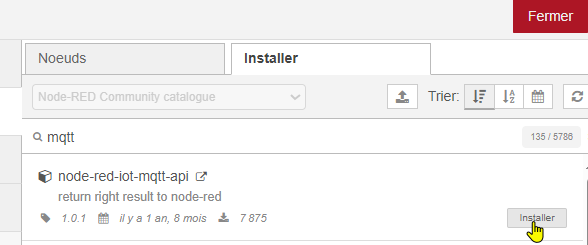 Fermer
Noeuds
Installer
Node-RED Community catalogue
Trier:
A
Z
mqtt
135 / 5786
node-red-iot-mqtt-api
return right result to node-red
1.0.1
il y a 1 an, 8 mois
7 875
Installer